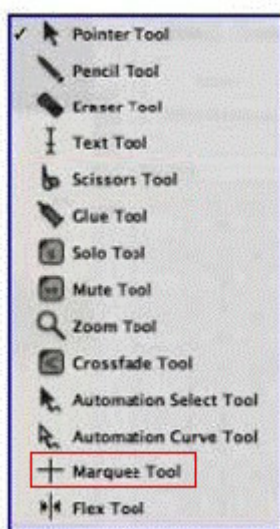 Pointer Tool
Pencil Tool
Eraser Tool
Text Tool
Scissors Tool
Glue Tool
Solo Tool
Mute Tool
Zoom Tool
Crossfade Tool
Automation Select Tool
Automation Curve Tool
Marquee Tool
Flex Tool